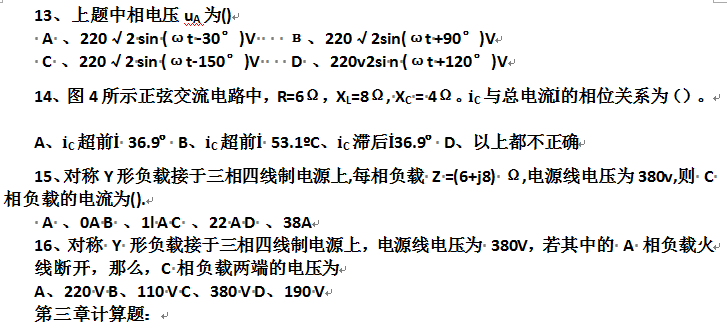 13、上题中相电压 uA 为()
A 、220√2 sin(ωt-30°)V B 、220√2sin(ωt+90°)V
C 、220√2 sin(ωt-150°)V D 、220v2sin(ωt+120°)V
14、图 4 所示正弦交流电路中，R=6Ω, XL=8Ω, XC = 4Ω。İC 与总电流İ的相位关系为（）。
A、İC 超前İ 36.9º B、İC 超前İ 53.1ºC、İC 滞后İ36.9º D、以上都不正确
15、对称 Y 形负载接于三相四线制电源上,每相负载 Z =(6+j8) Ω,电源线电压为 380v,则 C
相负载的电流为().
A 、0A B 、1lA C 、22 A D 、38A
16、对称 Y 形负载接于三相四线制电源上，电源线电压为 380V，若其中的 A 相负载火
线断开，那么，C 相负载两端的电压为
A、220 V B、110 V C、380 V D、190 V
第三章计算题：